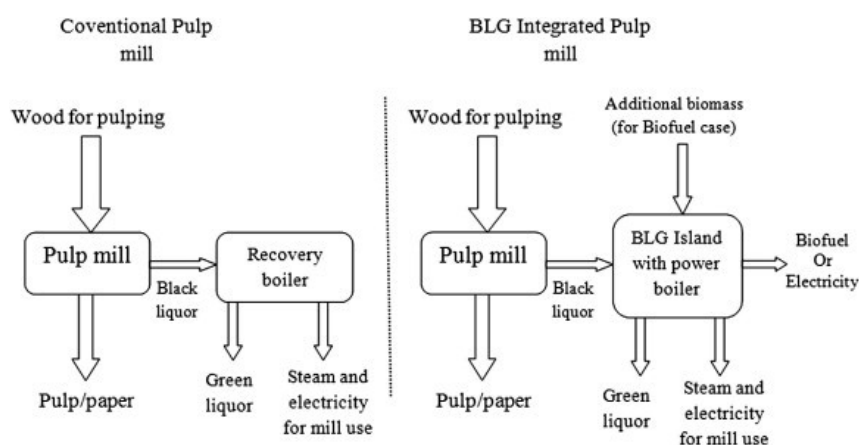 Coventional Pulp
mill
Wood for pulping
Pulp mill
Black
liquor
Recovery
boiler
Pulp/paper
Green
liquor
Steam and
electricity
for mill use
BLG Integrated Pulp
mill
Wood for pulping
Additional biomass
(for Biofuel case)
Pulp mill
Black
liquor
BLG Island
with power
boiler
Biofuel
Or
Electricity
Pulp/paper
Green
liquor
Steam and
electricity
for mill use